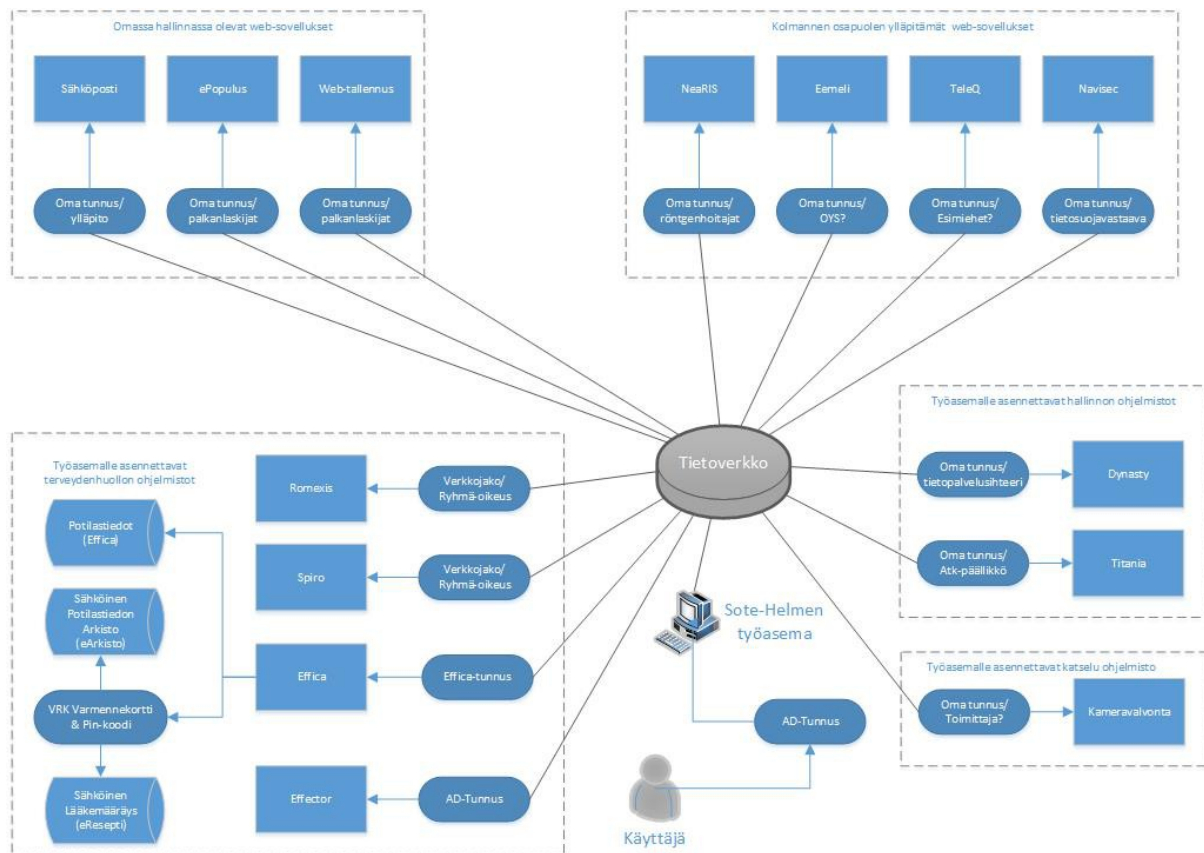 Omassa hallinnassa olevat web-sovellukset
Sähköposti
ePopulus
Web-tallennus
Oma tunnus/
ylläpito
Oma tunnus/
palkanlaskijat
Oma tunnus/
palkanlaskijat
Kolmannen osapuolen ylläpitämät web-sovellukset
NeaRIS
Eemeli
TeleQ
Navisec
Oma tunnus/
röntgenhoitajat
Oma tunnus/
OYS?
Oma tunnus/
Esimiehet?
Oma tunnus/
tietosuojavastaava
Tietoverkko
Työasemalle asennettavat hallinnon ohjelmistot
Oma tunnus/
tietopalvelusihteeri
Dynasty
Oma tunnus/
Atk-päällikkö
Titania
Työasemalle asennettavat
terveydenhuollon ohjelmistot
Romexis
Verkkojako/
Ryhmä-oikeus
Potilastiedot
(Effica)
Spiro
Verkkojako/
Ryhmä-oikeus
Sähköinen
Potilastiedon
Arkisto
(eArkisto)
Effica
Effica-tunnus
VRK Varmennekortti
& Pin-koodi
Sähköinen
Lääkemääräys
(eResepti)
Effector
AD-Tunnus
Sote-Helmen
työasema
AD-Tunnus
Käyttäjä
Työasemalle asennettavat katselu ohjelmisto
Oma tunnus/
Toimittaja?
Kameravalvonta